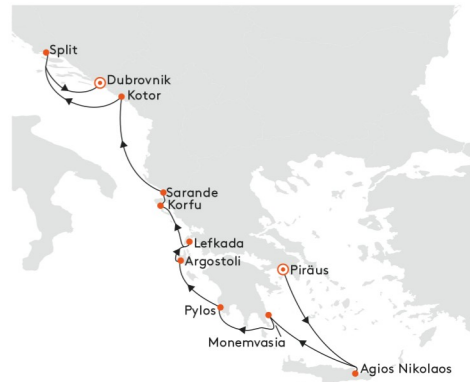 Split
Dubrovnik
Kotor
Sarande
Korfu
Lefkada
Argostoli
Piräus
Pylos
Monemvasia
Agios Nikolaos